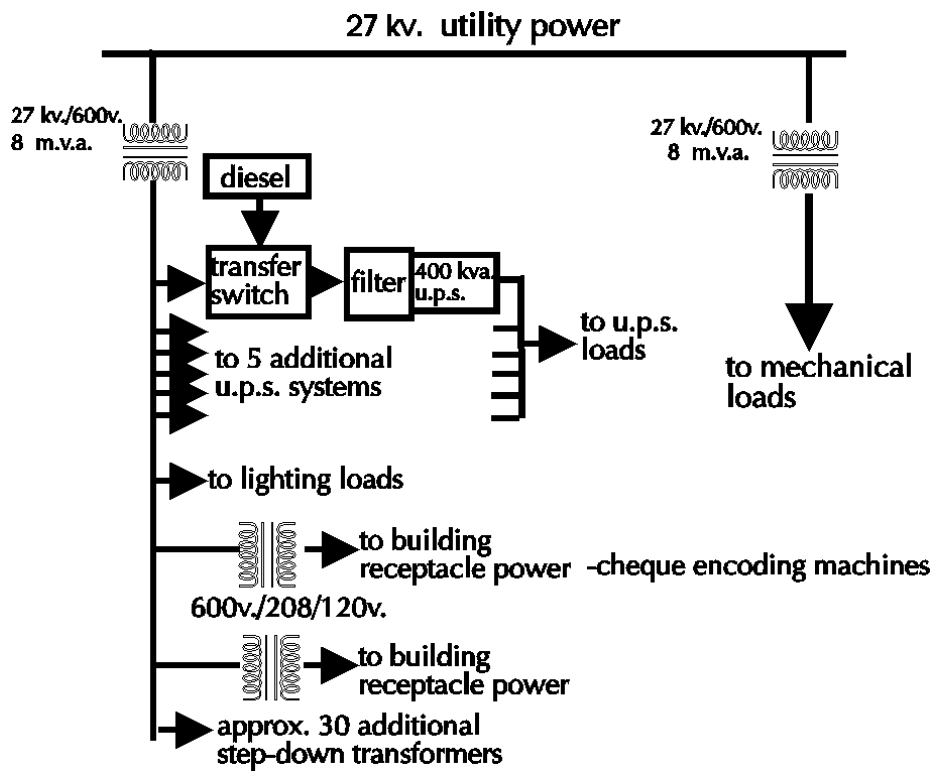 27 kv. utility power
27 kv./600v.
8 m.v.a.
27 kv./600v.
8 m.v.a.
diesel
transfer
switch
filter
400 kva.
u.p.s.
to u.p.s.
loads
to 5 additional
u.p.s. systems
to mechanical
loads
to lighting loads
to building
receptacle power -cheque encoding machines
600v./208/120v.
to building
receptacle power
approx. 30 additional
step-down transformers